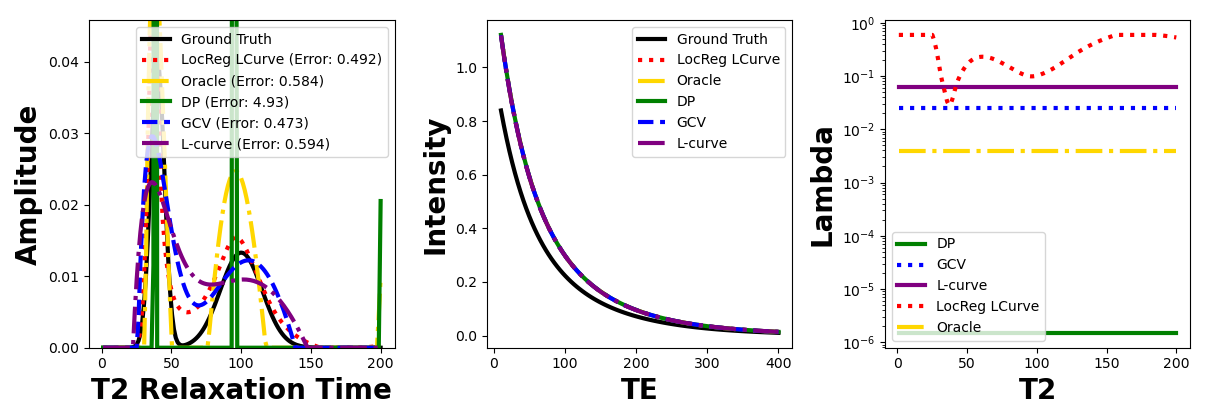 Amplitude
0.04
0.03
0.02
0.01
0.00
Ground Truth
LocReg LCurve (Error: 0.492)
Oracle (Error: 0.584)
DP (Error: 4.93)
GCV (Error: 0.473)
L-curve (Error: 0.594)
0 50 100 150 200
T2 Relaxation Time
Intensity
1.0
0.8
0.6
0.4
0.2
0.0
Ground Truth
LocReg LCurve
Oracle
DP
GCV
L-curve
0 100 200 300 400
TE
Lambda
10⁰
10⁻¹
10⁻²
10⁻³
10⁻⁴
10⁻⁵
10⁻⁶
DP
GCV
L-curve
LocReg LCurve
Oracle
0 50 100 150 200
T2